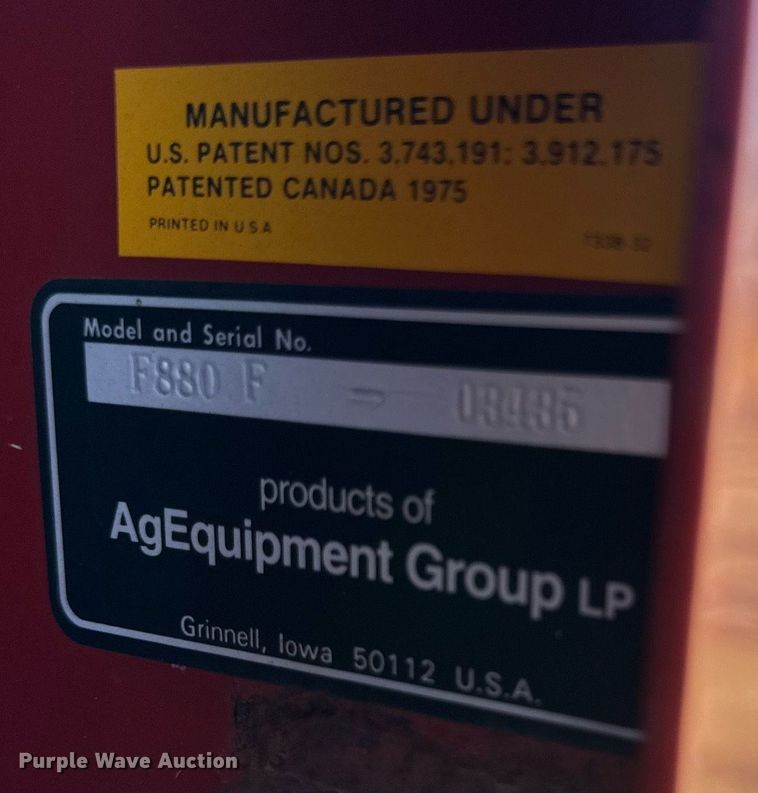 MANUFACTURED UNDER
U.S. PATENT NOS. 3.743.191: 3.912.175
PATENTED CANADA 1975
PRINTED IN U.S.A
Model and Serial No.
F880 F -
products of
AgEquipment Group LP
Grinnell, Iowa 50112 U.S.A.
Purple Wave Auction